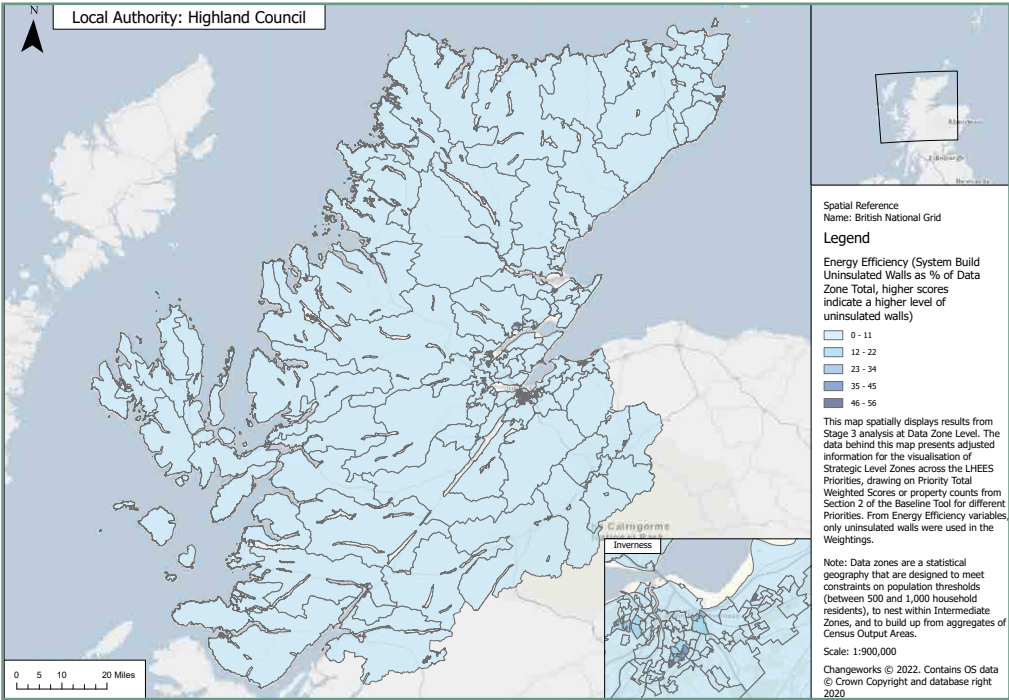 N
Local Authority: Highland Council
Aberdeen
Edinburgh
Spatial Reference
Name: British National Grid
Legend
Energy Efficiency (System Build
Uninsulated Walls as % of Data
Zone Total, higher scores
indicate a higher level of
uninsulated walls)
0 - 11
12 - 22
23 - 34
35 - 45
46 - 56
This map spatially displays results from
Stage 3 analysis at Data Zone Level. The
data behind this map presents adjusted
information for the visualisation of
Strategic Level Zones across the LHEES
Priorities, drawing on Priority Total
Weighted Scores or property counts from
Section 2 of the Baseline Tool for different
Priorities. From Energy Efficiency variables,
only uninsulated walls were used in the
Weightings.
Note: Data zones are a statistical
geography that are designed to meet
constraints on population thresholds
(between 500 and 1,000 household
residents), to nest within Intermediate
Zones, and to build up from aggregates of
Census Output Areas.
Scale: 1:900,000
Changeworks © 2022. Contains OS data
© Crown Copyright and database right
2020
Cairngorms
National Park
Inverness
0 5 10 20 Miles